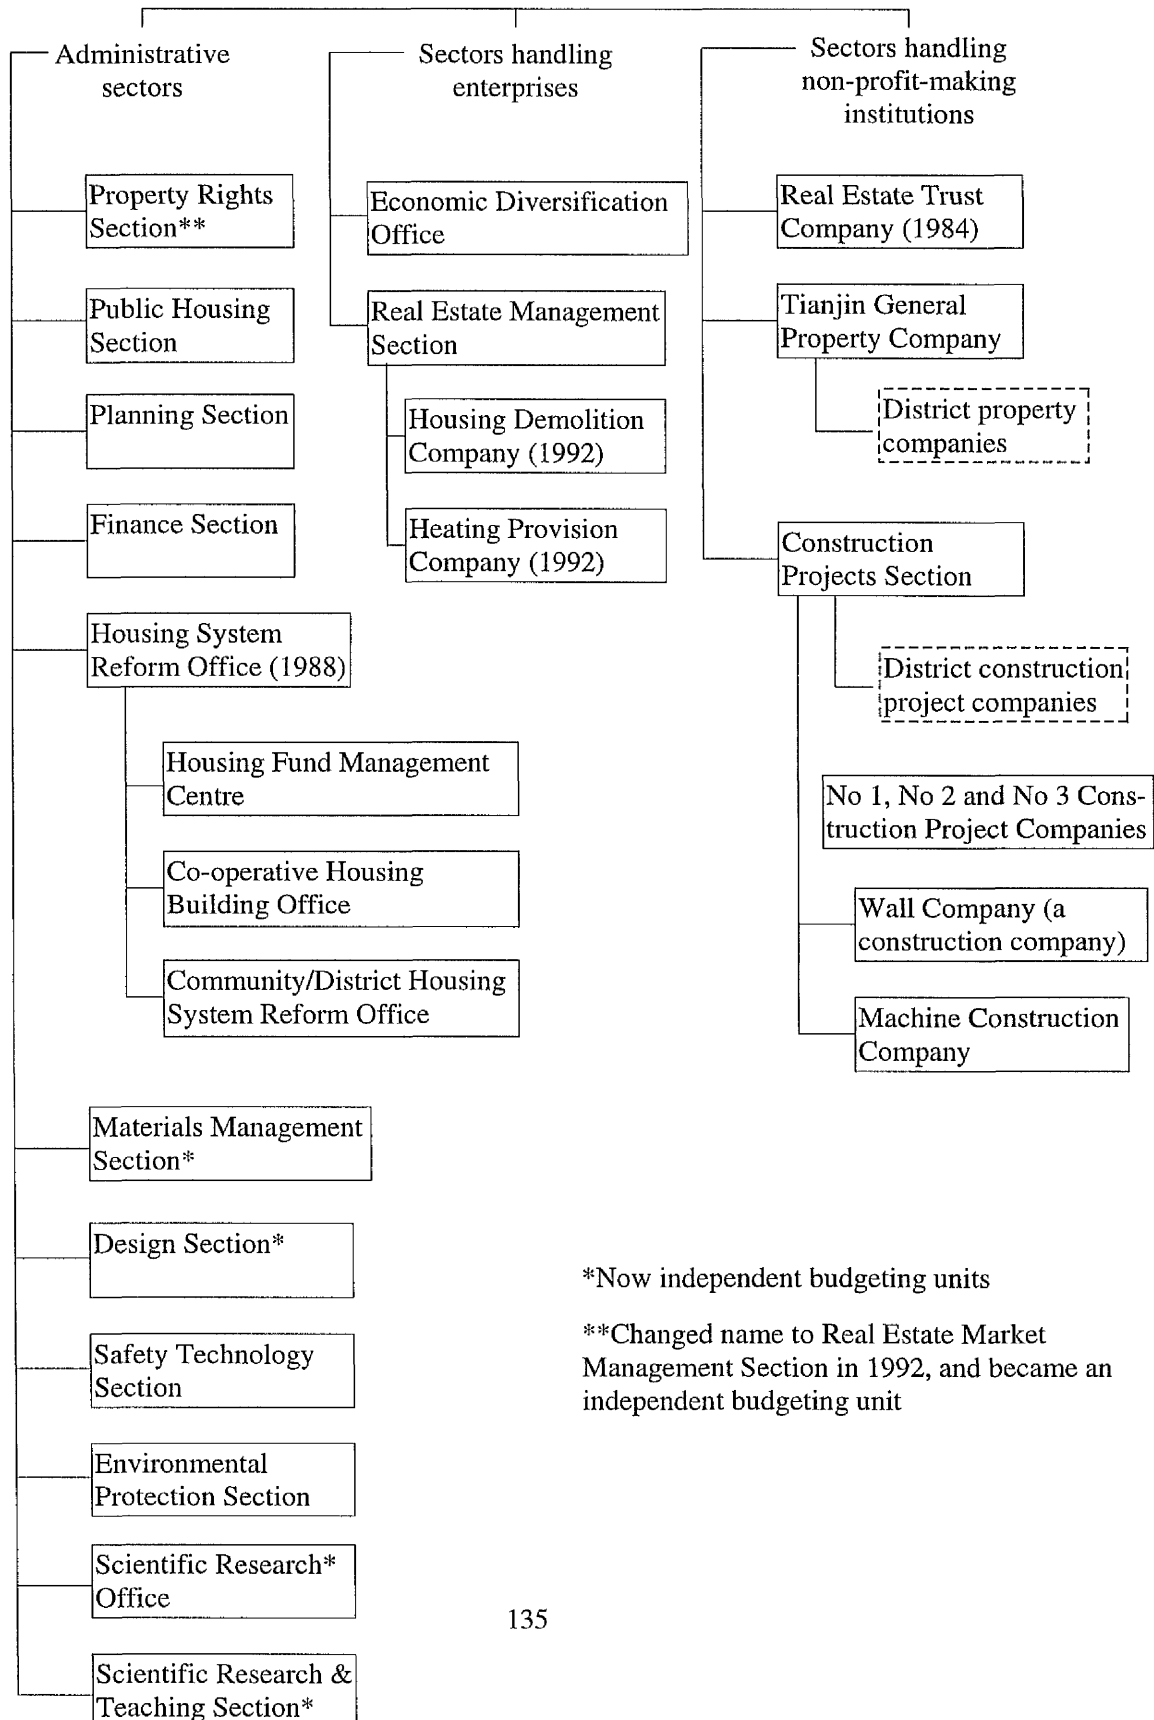 Administrative
sectors
Property Rights
Section**
Public Housing
Section
Planning Section
Finance Section
Housing System
Reform Office (1988)
Housing Fund Management
Centre
Co-operative Housing
Building Office
Community/District Housing
System Reform Office
Materials Management
Section*
Design Section*
Safety Technology
Section
Environmental
Protection Section
Scientific Research*
Office
Scientific Research &
Teaching Section*
Sectors handling
enterprises
Economic Diversification
Office
Real Estate Management
Section
Housing Demolition
Company (1992)
Heating Provision
Company (1992)
Sectors handling
non-profit-making
institutions
Real Estate Trust
Company (1984)
Tianjin General
Property Company
District property
companies
Construction
Projects Section
District construction
project companies
No 1, No 2 and No 3 Cons-
truction Project Companies
Wall Company (a
construction company)
Machine Construction
Company
*Now independent budgeting units
**Changed name to Real Estate Market
Management Section in 1992, and became an
independent budgeting unit
135